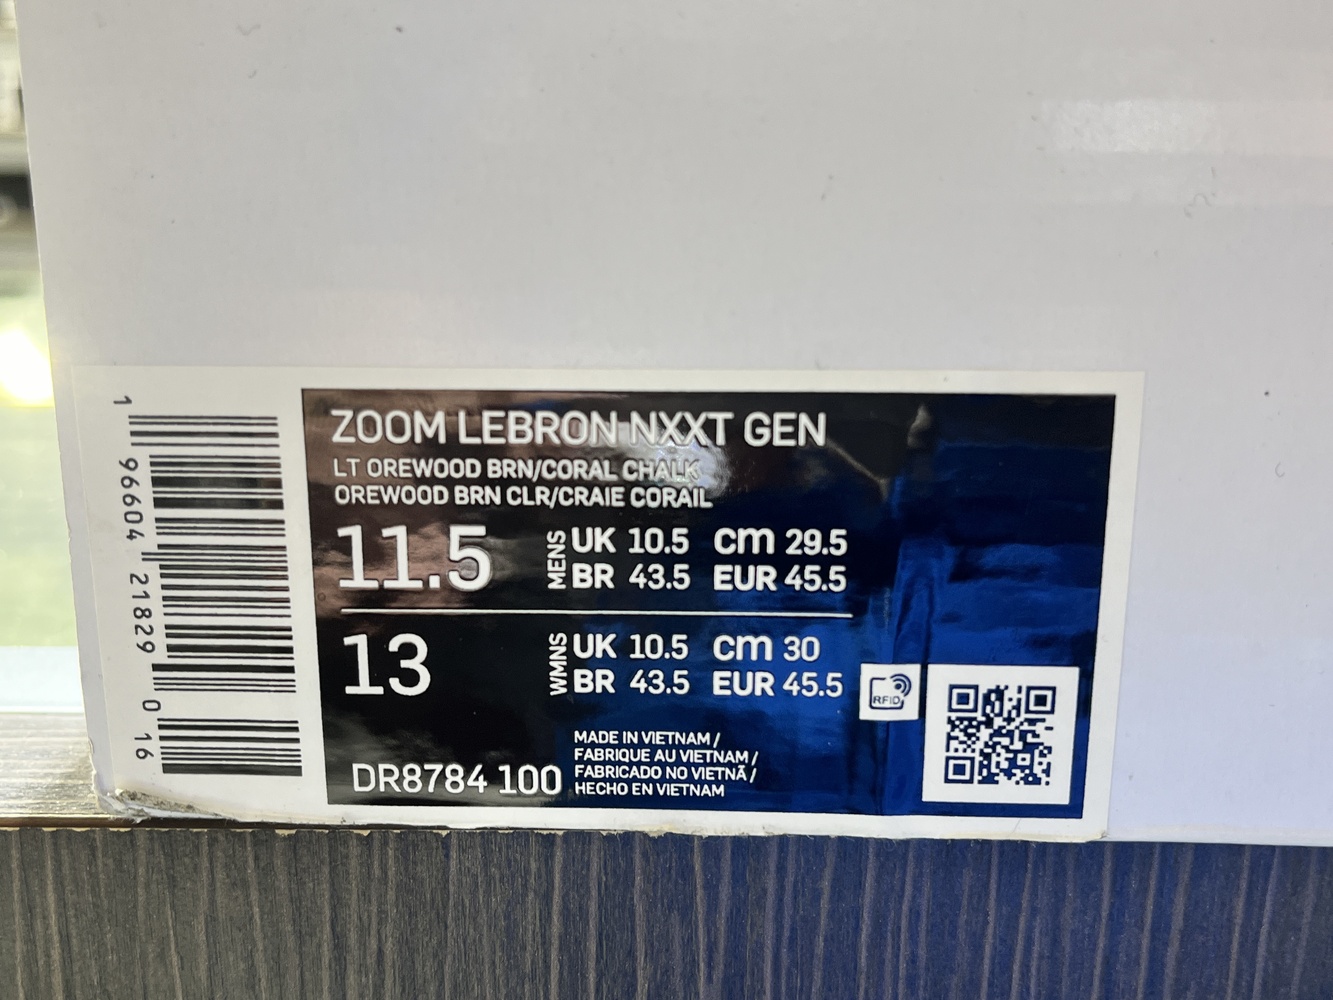 1 96604 21829 0 16
ZOOM LEBRON NXXT GEN
LT OREWOOD BRN/CORAL CHALK
OREWOOD BRN CLR/CRAIE CORAIL
11.5 MENS UK 10.5 cm 29.5
BR 43.5 EUR 45.5
13 WMNS UK 10.5 cm 30
BR 43.5 EUR 45.5
RFID
MADE IN VIETNAM /
FABRIQUE AU VIETNAM /
FABRICADO NO VIETNÃ /
HECHO EN VIETNAM
DR8784 100